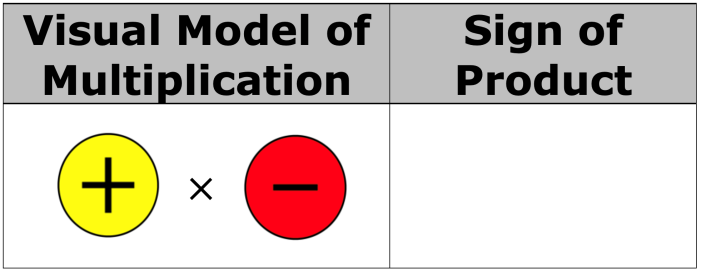 Visual Model of
Multiplication
Sign of
Product
+ × −